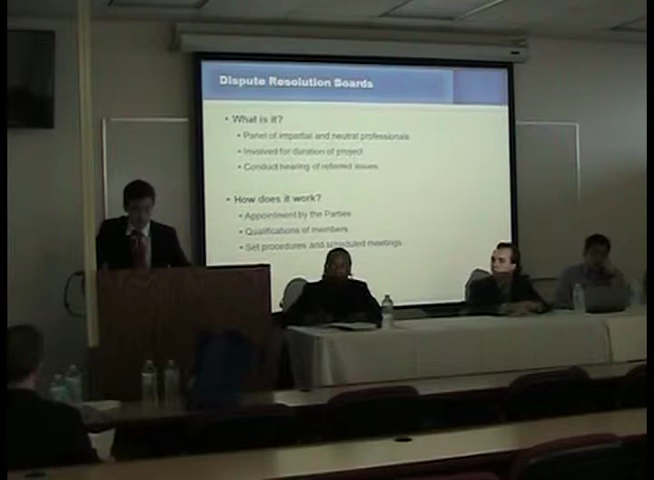 Dispute Resolution Boards
• What is it?
• Panel of impartial and neutral professionals
• Involved for duration of project
• Conduct hearing of referred issues
• How does it work?
• Appointment by the Parties
• Qualifications of members
• Set procedures and scheduled meetings